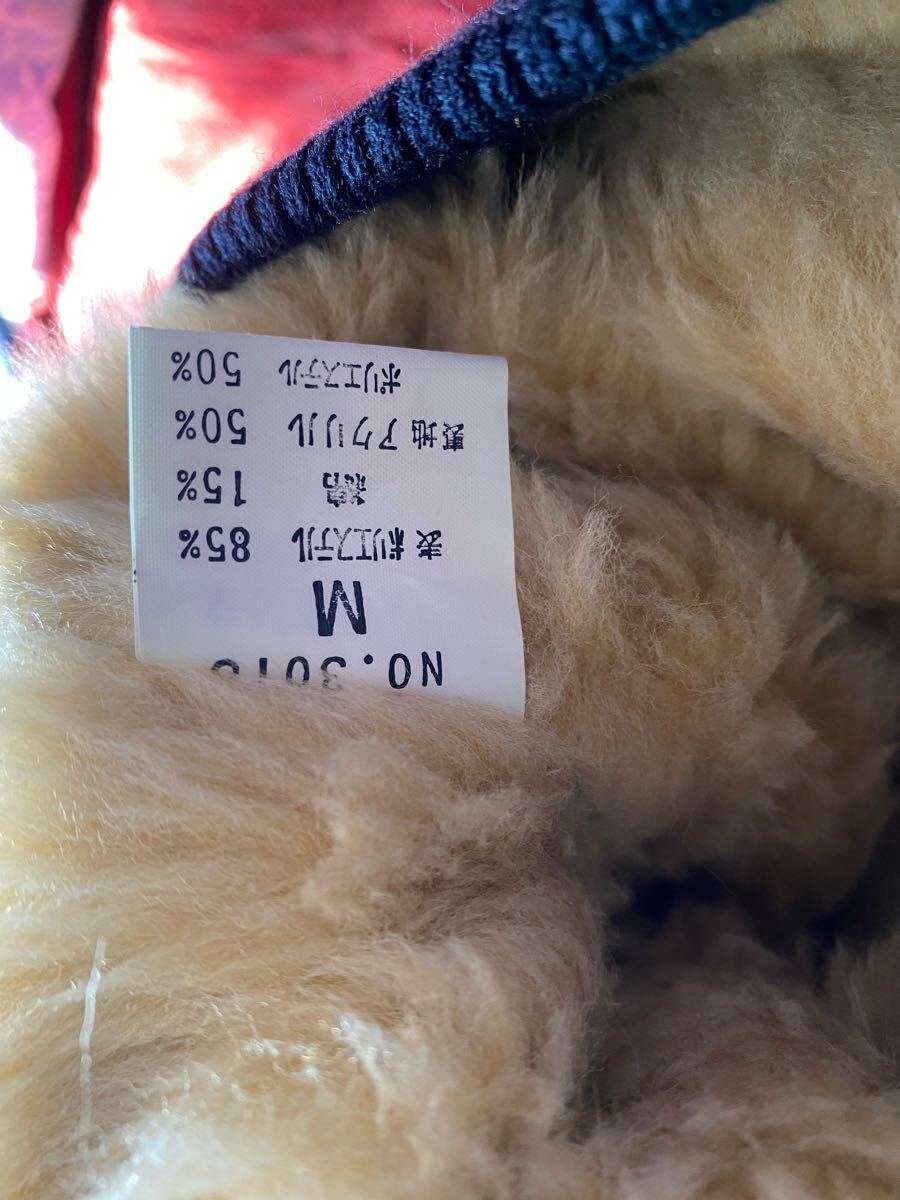 NO.301
M
表 ポリエステル 85%
綿 15%
裏地 アクリル 50%
ポリエステル 50%